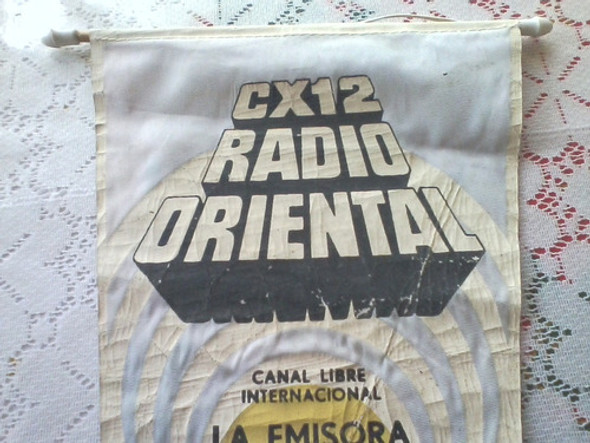 CX12
RADIO
ORIENTAL
CANAL LIBRE
INTERNACIONAL
LA EMISORA